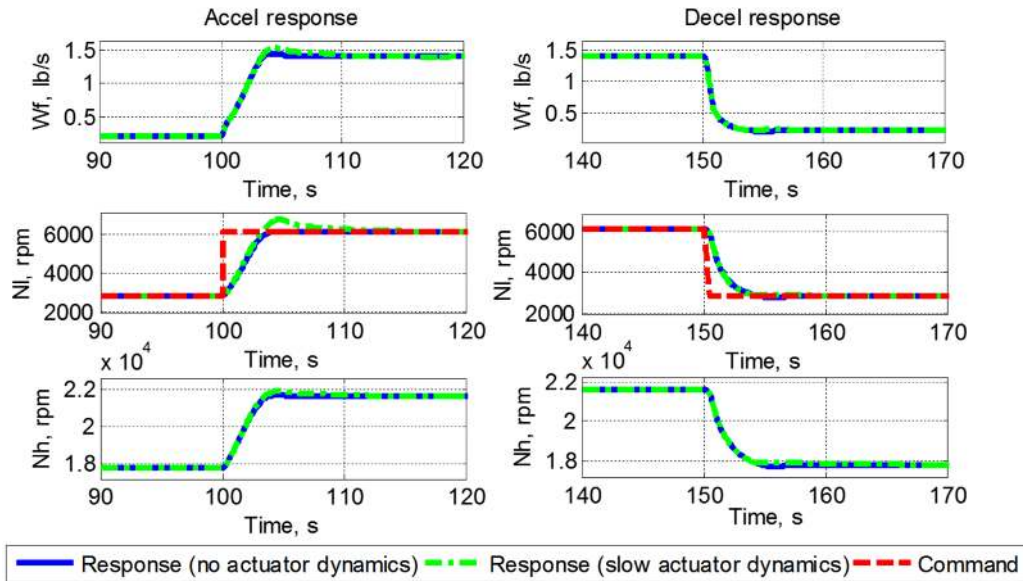 Accel response
1.5
1
0.5
Wf, lb/s
90 100 110 120
Time, s
6000
4000
2000
Nl, rpm
90 100 110 120
Time, s
x 10 4
2.2
2
1.8
Nh, rpm
90 100 110 120
Time, s
Decel response
1.5
1
0.5
Wf, lb/s
140 150 160 170
Time, s
6000
4000
2000
Nl, rpm
140 150 160 170
Time, s
x 10 4
2.2
2
1.8
Nh, rpm
140 150 160 170
Time, s
Response (no actuator dynamics) Response (slow actuator dynamics) Command